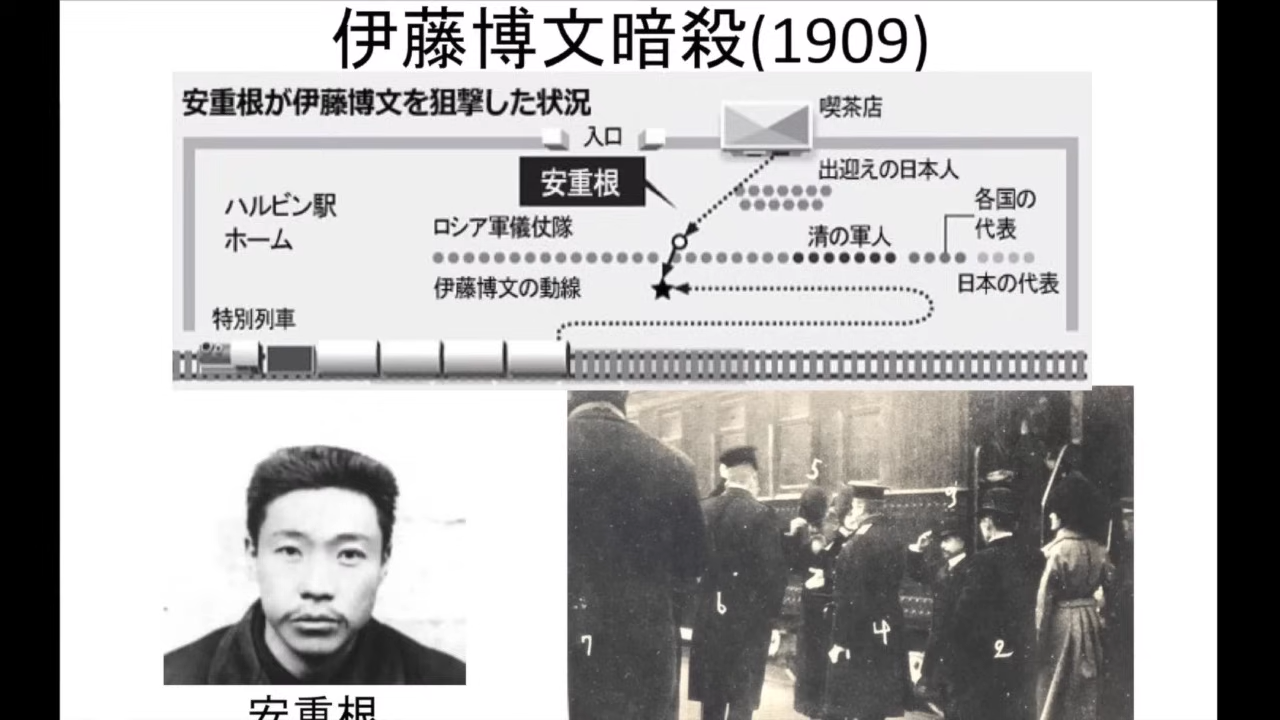 伊藤博文暗殺(1909)
安重根が伊藤博文を狙撃した状況
喫茶店
入口
安重根
出迎えの日本人
ハルビン駅
ホーム
各国の
代表
ロシア軍儀仗隊
清の軍人
伊藤博文の動線
日本の代表
特別列車
5
3
6
4
7
2
安重根